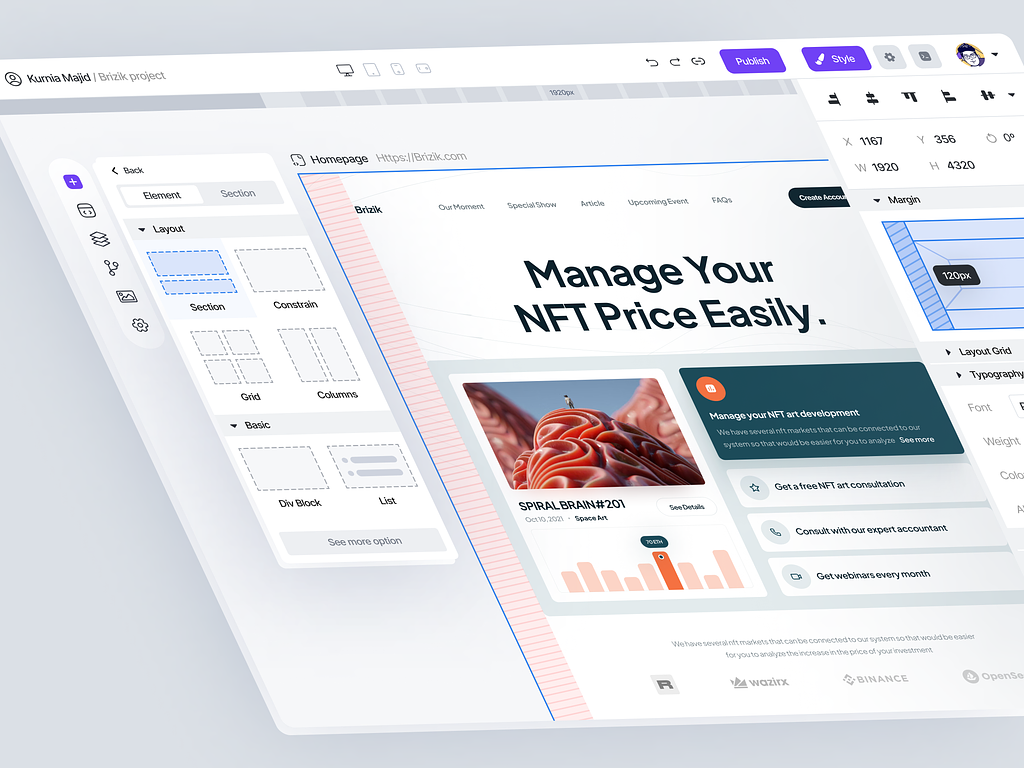 Kurnia Majid / Brizik project
Publish
Style
1920px
X 1167
Y 356
0°
W 1920
H 4320
Margin
120px
Layout Grid
Typography
Font
Weight
Back
Element
Section
Layout
Section
Constrain
Grid
Columns
Basic
Div Block
List
See more option
Homepage Https://Brizik.com
Brizik
Our Moment
Special Show
Article
Upcoming Event
FAQs
Create
Manage Your
NFT Price Easily.
Manage your NFT art development
We have several nft markets that can be connected to our
system so that would be easier for you to analyze See more
SPIRAL BRAIN#201
Oct 10, 2021 • Space Art
See Details
70 ETH
Get a free NFT art consultation
Consult with our expert accountant
Get webinars every month
We have several nft markets that can be connected to our system so that would be easier
for you to analyze the increase in the price of your investment
wazirx
BINANCE